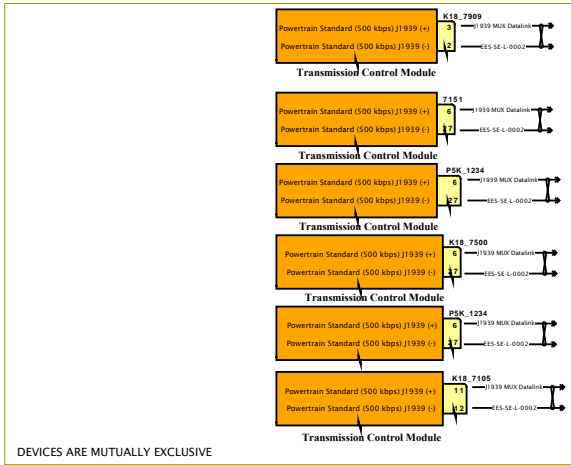 K18_7909
Powertrain Standard (500 kbps) J1939 (+) 3 J1939 MUX Datalink
Powertrain Standard (500 kbps) J1939 (-) 2 EES-SE-L-0002
Transmission Control Module
7151
Powertrain Standard (500 kbps) J1939 (+) 6 J1939 MUX Datalink
Powertrain Standard (500 kbps) J1939 (-) 27 EES-SE-L-0002
Transmission Control Module
P5K_1234
Powertrain Standard (500 kbps) J1939 (+) 6 J1939 MUX Datalink
Powertrain Standard (500 kbps) J1939 (-) 27 EES-SE-L-0002
Transmission Control Module
K18_7500
Powertrain Standard (500 kbps) J1939 (+) 6 J1939 MUX Datalink
Powertrain Standard (500 kbps) J1939 (-) 27 EES-SE-L-0002
Transmission Control Module
P5K_1234
Powertrain Standard (500 kbps) J1939 (+) 6 J1939 MUX Datalink
Powertrain Standard (500 kbps) J1939 (-) 27 EES-SE-L-0002
K18_7105
Powertrain Standard (500 kbps) J1939 (+) 11 J1939 MUX Datalink
Powertrain Standard (500 kbps) J1939 (-) 12 EES-SE-L-0002
Transmission Control Module
DEVICES ARE MUTUALLY EXCLUSIVE